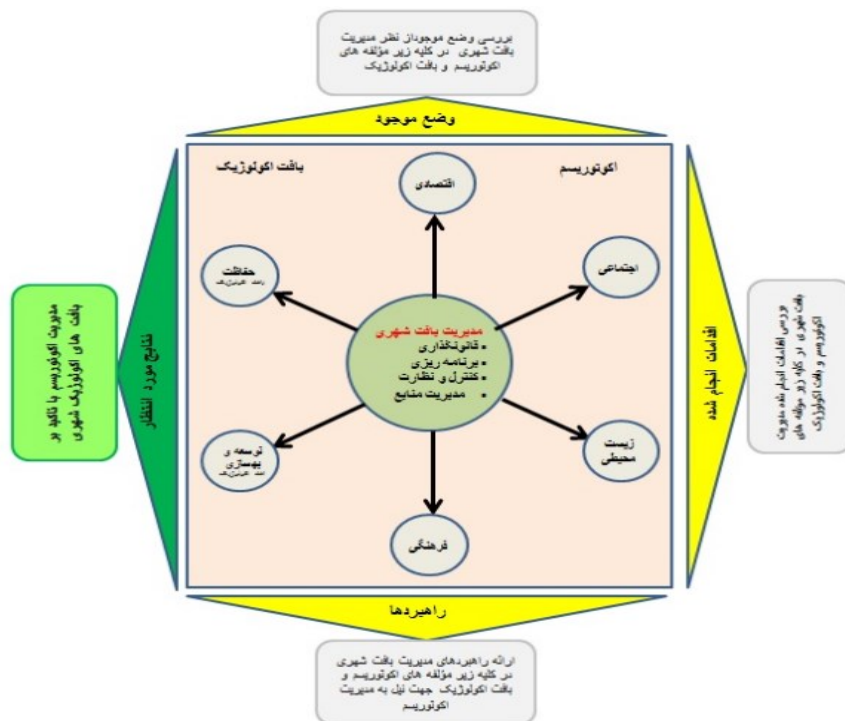 بررسی وضع موجوداز نظر مدیریت
بافت شهری در کلیه زیر مؤلفه های
اکوتوریسم و بافت اکولوژیک
وضع موجود
اکوتوریسم
بافت اکولوژیک
اقتصادی
اجتماعی
حفاظت
مدیریت بافت شهری
▪ قانونگذاری
▪ برنامه ریزی
▪ کنترل و نظارت
▪ مدیریت منابع
زیست
محیطی
توسعه و
بهسازی
فرهنگی
اقدامات انجام شده
بررسی اقدامات انجام شده مدیریت
بافت شهری در کلیه زیر مولفه های
اکوتوریسم و بافت اکولوژیک
راهبردها
ارائه راهبردهای مدیریت بافت شهری
در کلیه زیر مؤلفه های اکوتوریسم و
بافت اکولوژیک جهت نیل به مدیریت
اکوتوریسم
نتایج مورد انتظار
مدیریت اکوتوریسم با تاکید بر
بافت های اکولوژیک شهری